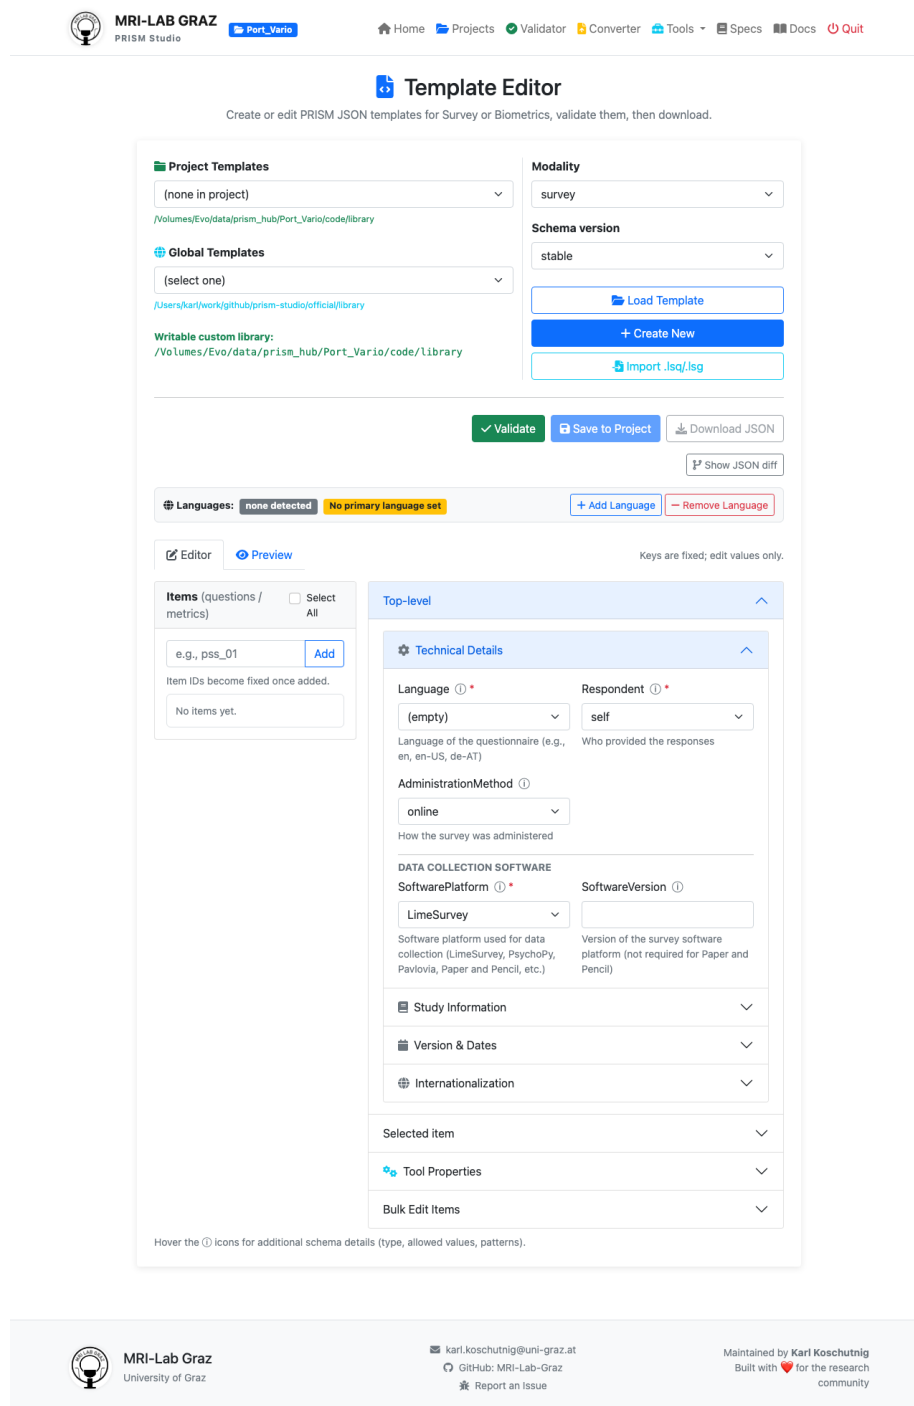 MRI-LAB GRAZ
PRISM Studio
Port_Vario
Home
Projects
Validator
Converter
Tools
Specs
Docs
Quit
Template Editor
Create or edit PRISM JSON templates for Survey or Biometrics, validate them, then download.
Project Templates
(none in project)
/Volumes/Evo/data/prism_hub/Port_Vario/code/library
Global Templates
(select one)
/Users/karl/work/github/prism-studio/official/library
Writable custom library:
/Volumes/Evo/data/prism_hub/Port_Vario/code/library
Modality
survey
Schema version
stable
Load Template
+ Create New
Import .lsq/.lsg
Validate
Save to Project
Download JSON
Show JSON diff
Languages:
none detected
No primary language set
+ Add Language
− Remove Language
Editor
Preview
Keys are fixed; edit values only.
Items (questions /
metrics)
Select
All
e.g., pss_01
Add
Item IDs become fixed once added.
No items yet.
Top-level
Technical Details
Language ⓘ *
(empty)
Language of the questionnaire (e.g.,
en, en-US, de-AT)
Respondent ⓘ *
self
Who provided the responses
AdministrationMethod ⓘ
online
How the survey was administered
DATA COLLECTION SOFTWARE
SoftwarePlatform ⓘ *
LimeSurvey
Software platform used for data
collection (LimeSurvey, PsychoPy,
Pavlovia, Paper and Pencil, etc.)
SoftwareVersion ⓘ
Version of the survey software
platform (not required for Paper and
Pencil)
Study Information
Version & Dates
Internationalization
Selected item
Tool Properties
Bulk Edit Items
Hover the ⓘ icons for additional schema details (type, allowed values, patterns).
MRI-Lab Graz
University of Graz
karl.koschutnig@uni-graz.at
GitHub: MRI-Lab-Graz
Report an Issue
Maintained by Karl Koschutnig
Built with ❤️ for the research
community